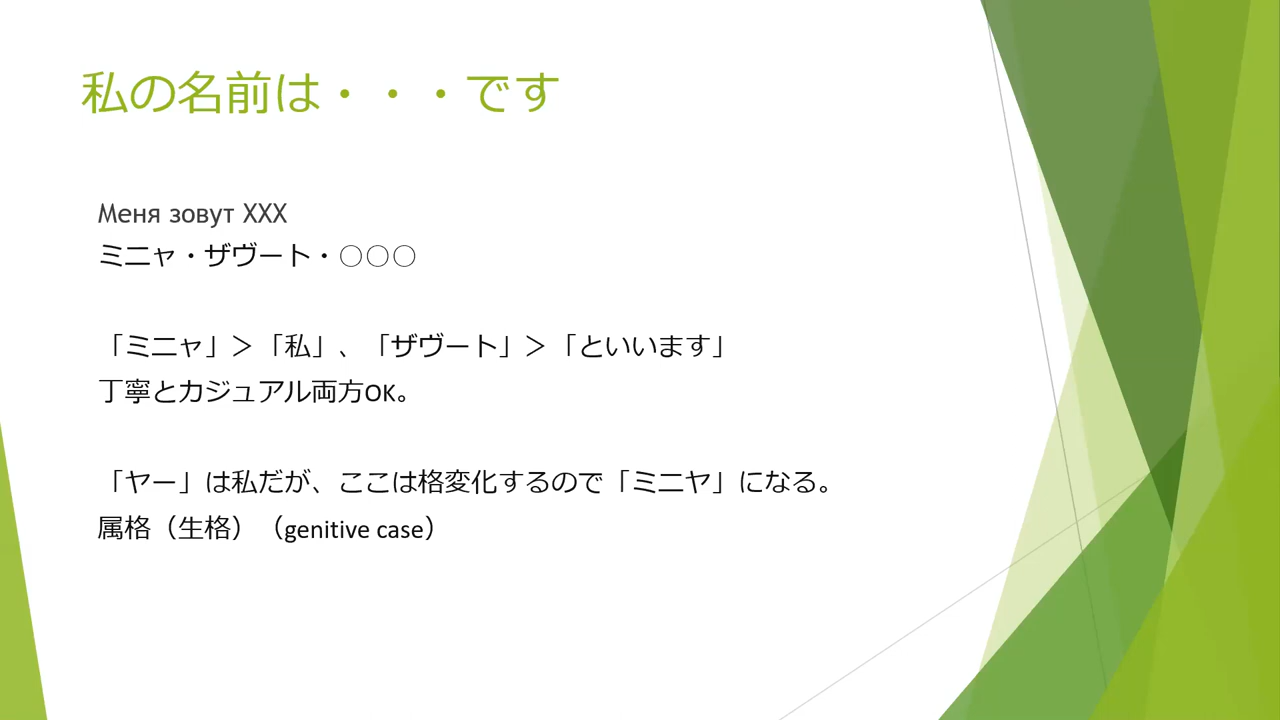 私の名前は・・・です
Меня зовут XXX
ミニャ・ザヴート・○○○
「ミニャ」＞「私」、「ザヴート」＞「といいます」
丁寧とカジュアル両方OK。
「ヤー」は私だが、ここは格変化するので「ミニヤ」になる。
属格（生格）（genitive case）